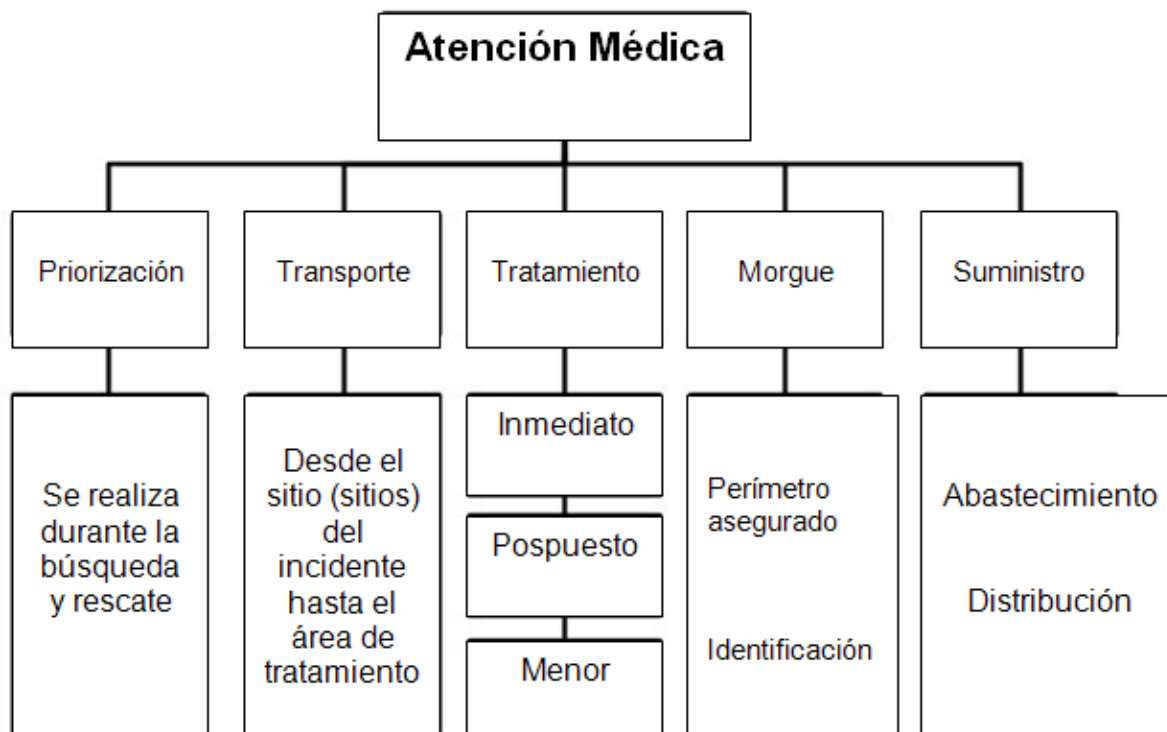 Atención Médica
Priorización
Transporte
Tratamiento
Morgue
Suministro
Se realiza
durante la
búsqueda
y rescate
Desde el
sitio (sitios)
del
incidente
hasta el
área de
tratamiento
Inmediato
Pospuesto
Menor
Perímetro
asegurado
Identificación
Abastecimiento
Distribución